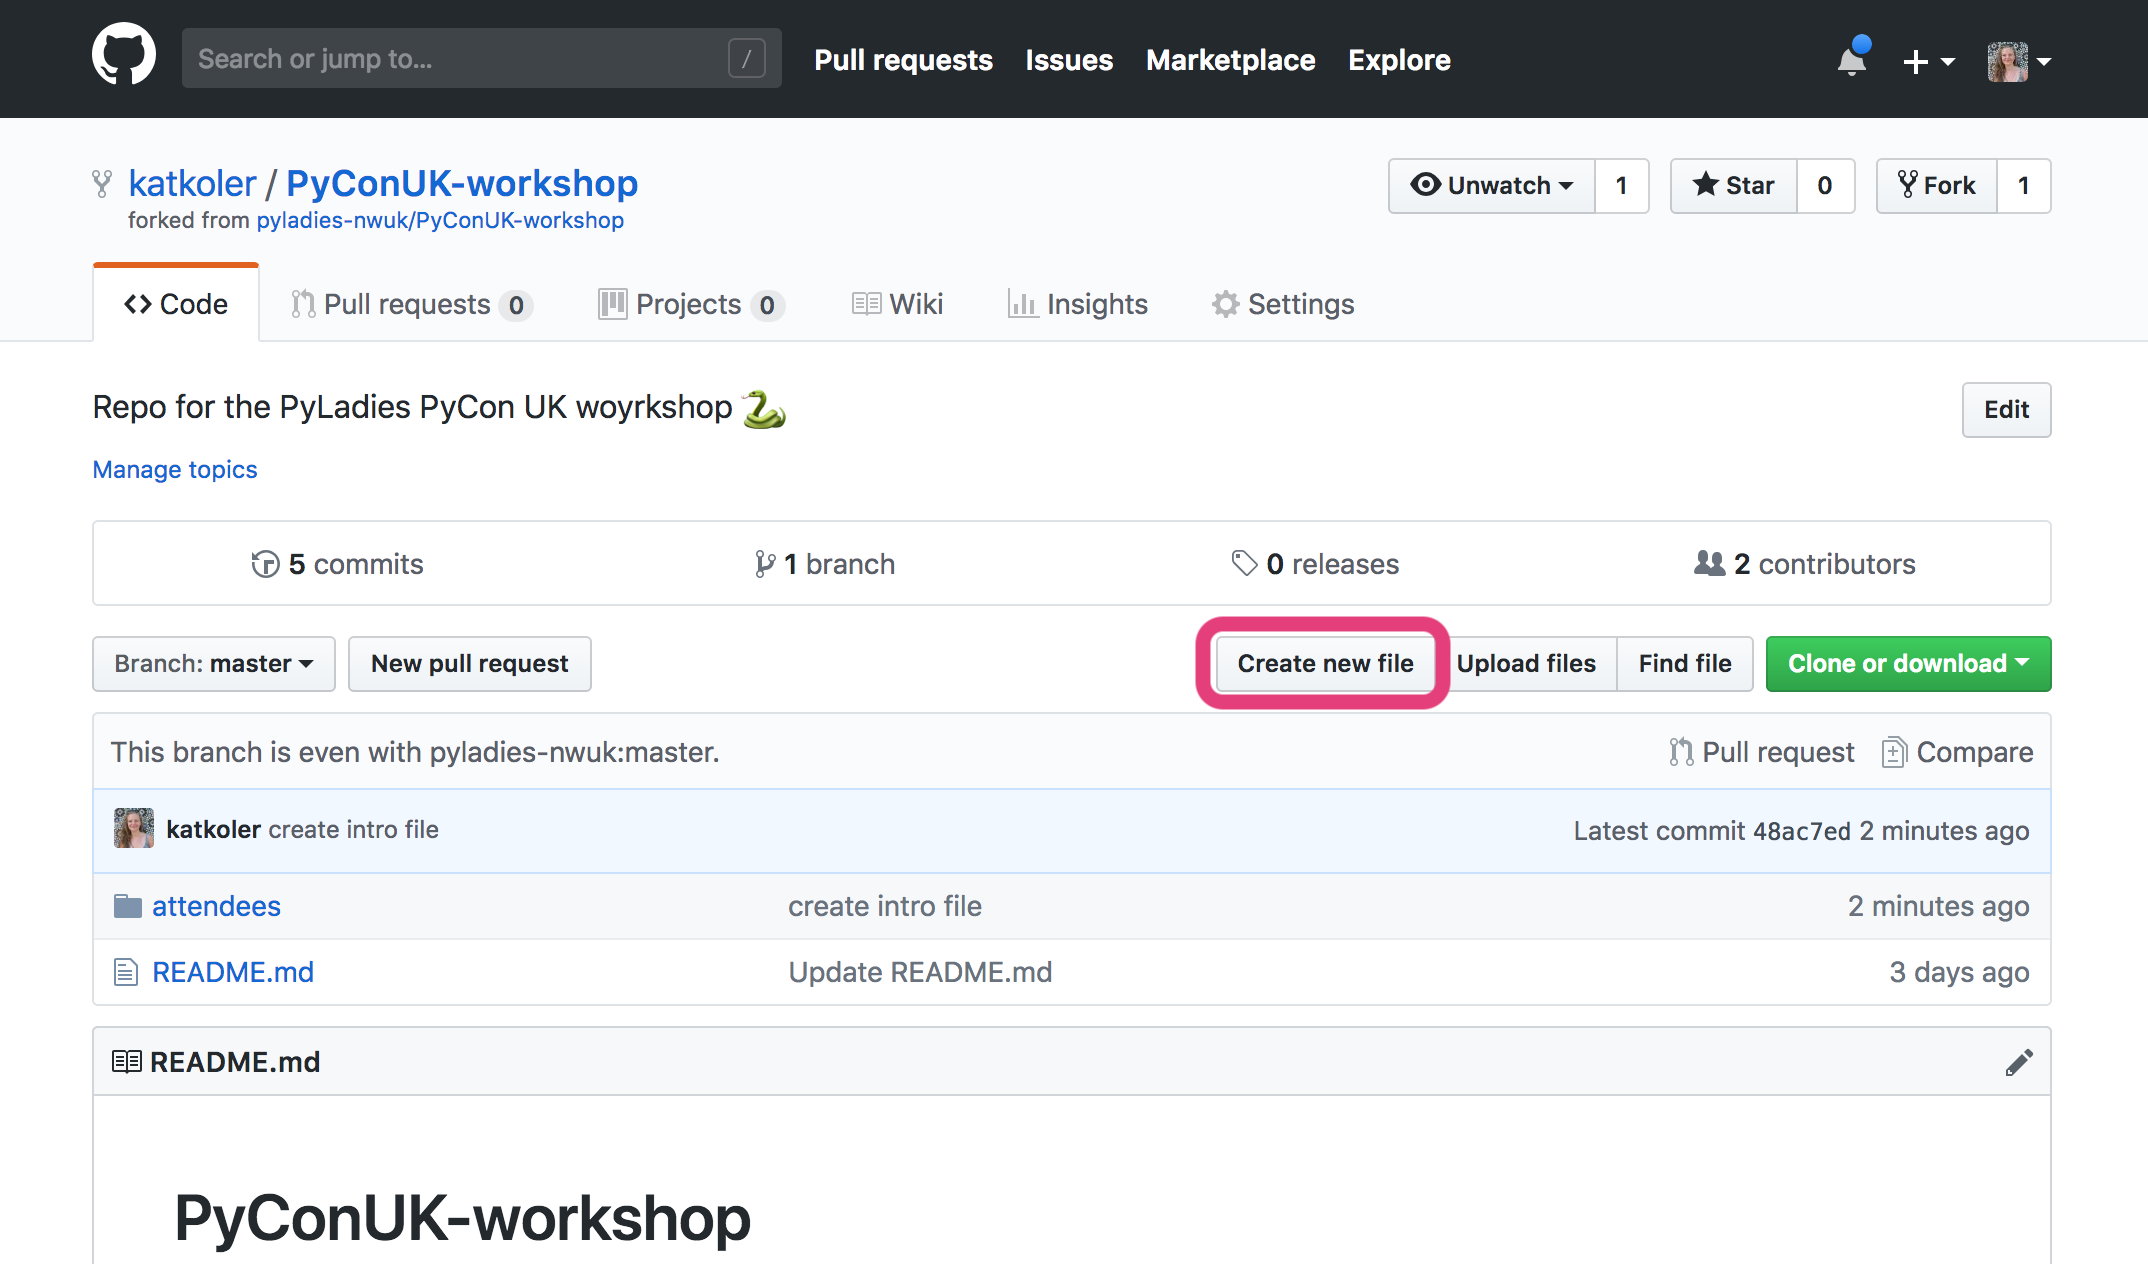 Search or jump to... / Pull requests Issues Marketplace Explore
katkoler / PyConUK-workshop Unwatch 1 Star 0 Fork 1
forked from pyladies-nwuk/PyConUK-workshop
Code Pull requests 0 Projects 0 Wiki Insights Settings
Repo for the PyLadies PyCon UK woyrkshop Edit
Manage topics
5 commits 1 branch 0 releases 2 contributors
Branch: master New pull request Create new file Upload files Find file Clone or download
This branch is even with pyladies-nwuk:master. Pull request Compare
katkoler create intro file Latest commit 48ac7ed 2 minutes ago
attendees create intro file 2 minutes ago
README.md Update README.md 3 days ago
README.md
PyConUK-workshop